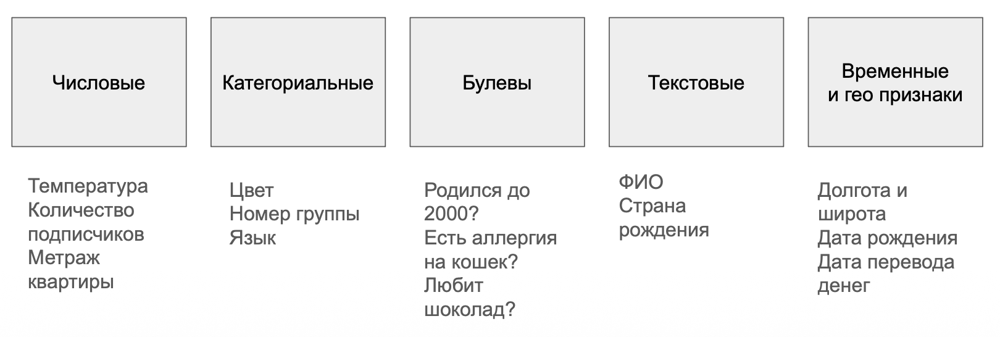 Числовые
Категориальные
Булевы
Текстовые
Временные
и гео признаки
Температура
Количество
подписчиков
Метраж
квартиры
Цвет
Номер группы
Язык
Родился до
2000?
Есть аллергия
на кошек?
Любит
шоколад?
ФИО
Страна
рождения
Долгота и
широта
Дата рождения
Дата перевода
денег